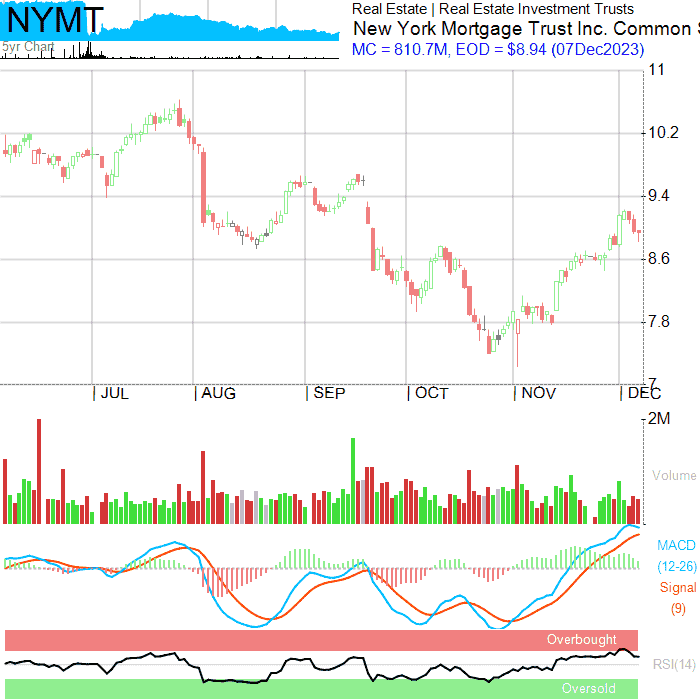 NYMT
5yr Chart
Real Estate | Real Estate Investment Trusts
New York Mortgage Trust Inc. Common S
MC = 810.7M, EOD = $8.94 (07Dec2023)
11
10.2
9.4
8.6
7.8
7
JUL AUG SEP OCT NOV DEC
2M
Volume
MACD
(12-26)
Signal
(9)
Overbought
RSI(14)
Oversold